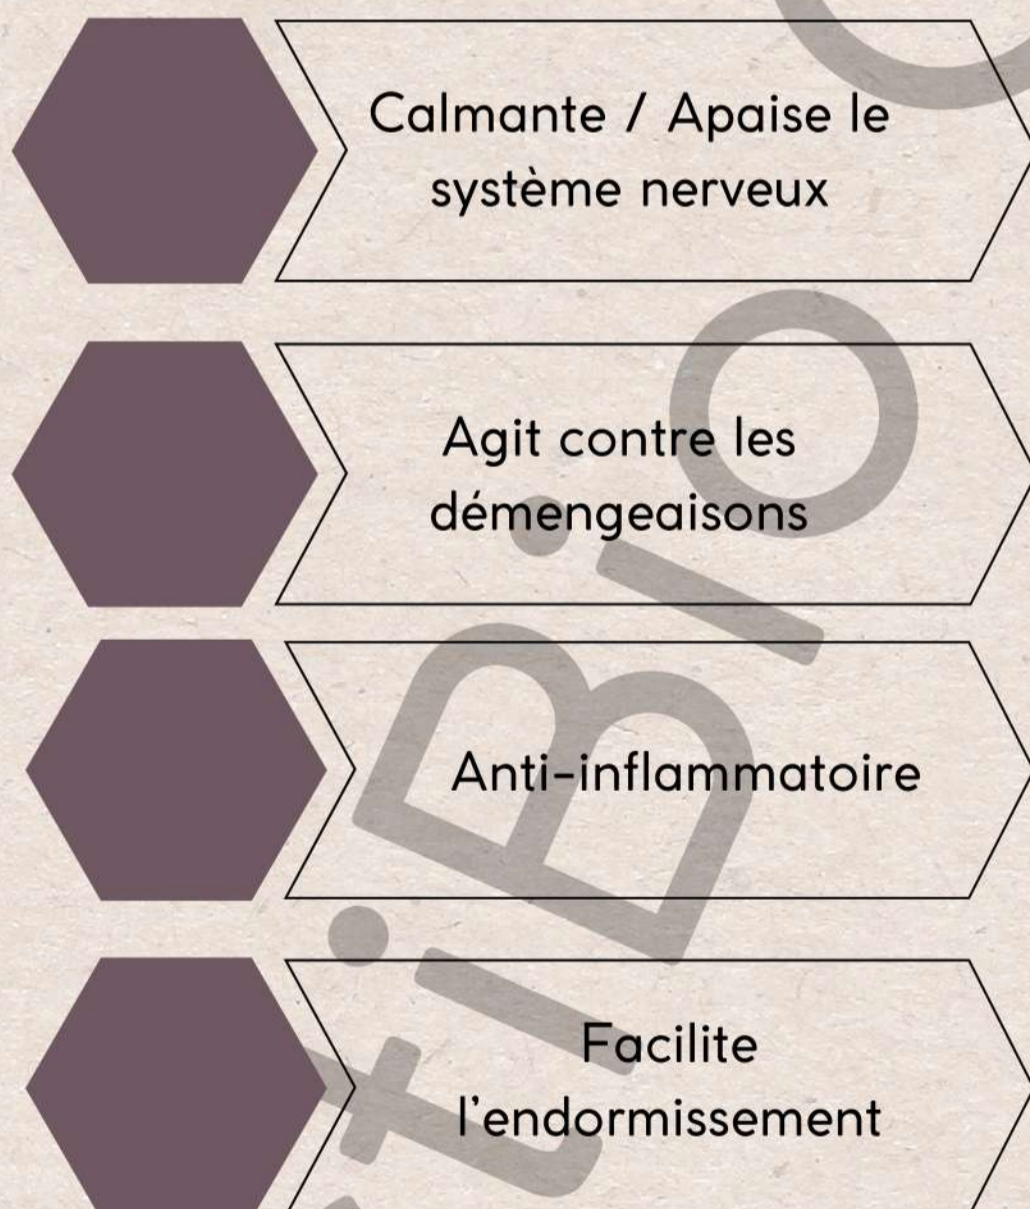 Calmante / Apaise le
système nerveux
Agit contre les
démengeaisons
Anti-inflammatoire
Facilite
l'endormissement